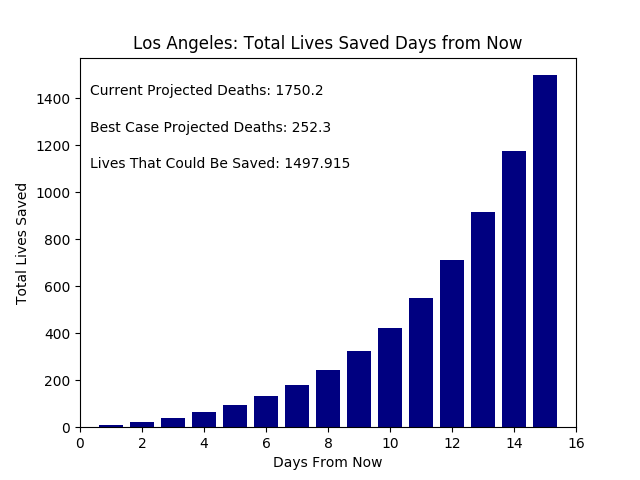 Los Angeles: Total Lives Saved Days from Now
Current Projected Deaths: 1750.2
Best Case Projected Deaths: 252.3
Lives That Could Be Saved: 1497.915
Total Lives Saved
1400
1200
1000
800
600
400
200
0
0 2 4 6 8 10 12 14 16
Days From Now